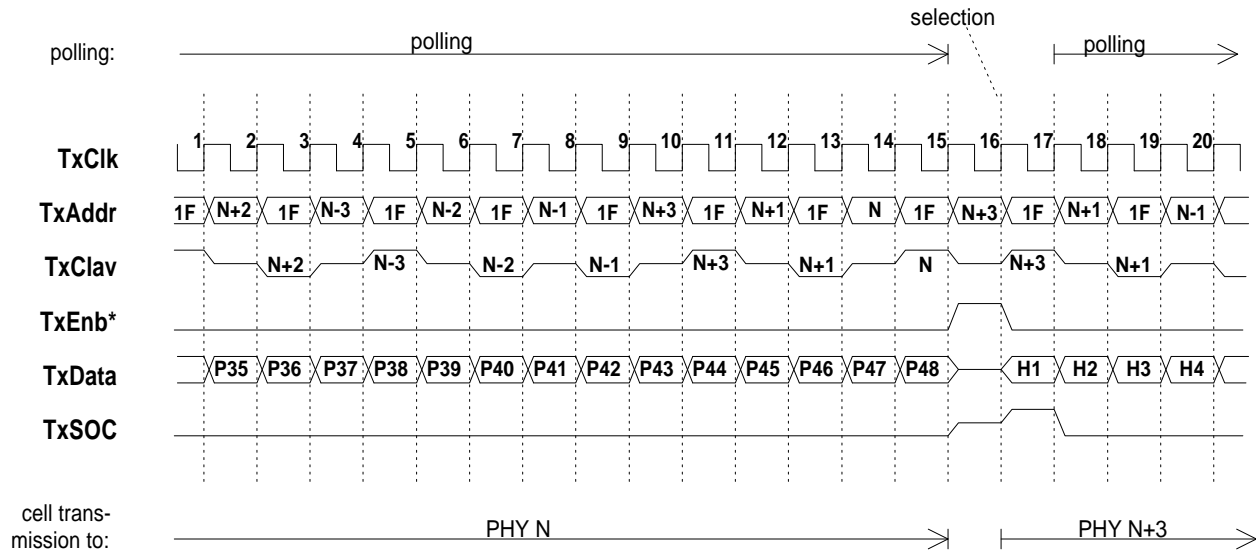 selection
polling: polling polling
1 2 3 4 5 6 7 8 9 10 11 12 13 14 15 16 17 18 19 20
TxClk
TxAddr 1F N+2 1F N-3 1F N-2 1F N-1 1F N+3 1F N+1 1F N 1F N+3 1F N+1 1F N-1
TxClav N+2 N-3 N-2 N-1 N+3 N+1 N N+3 N+1
TxEnb*
TxData P35 P36 P37 P38 P39 P40 P41 P42 P43 P44 P45 P46 P47 P48 H1 H2 H3 H4
TxSOC
cell trans-
mission to: PHY N PHY N+3